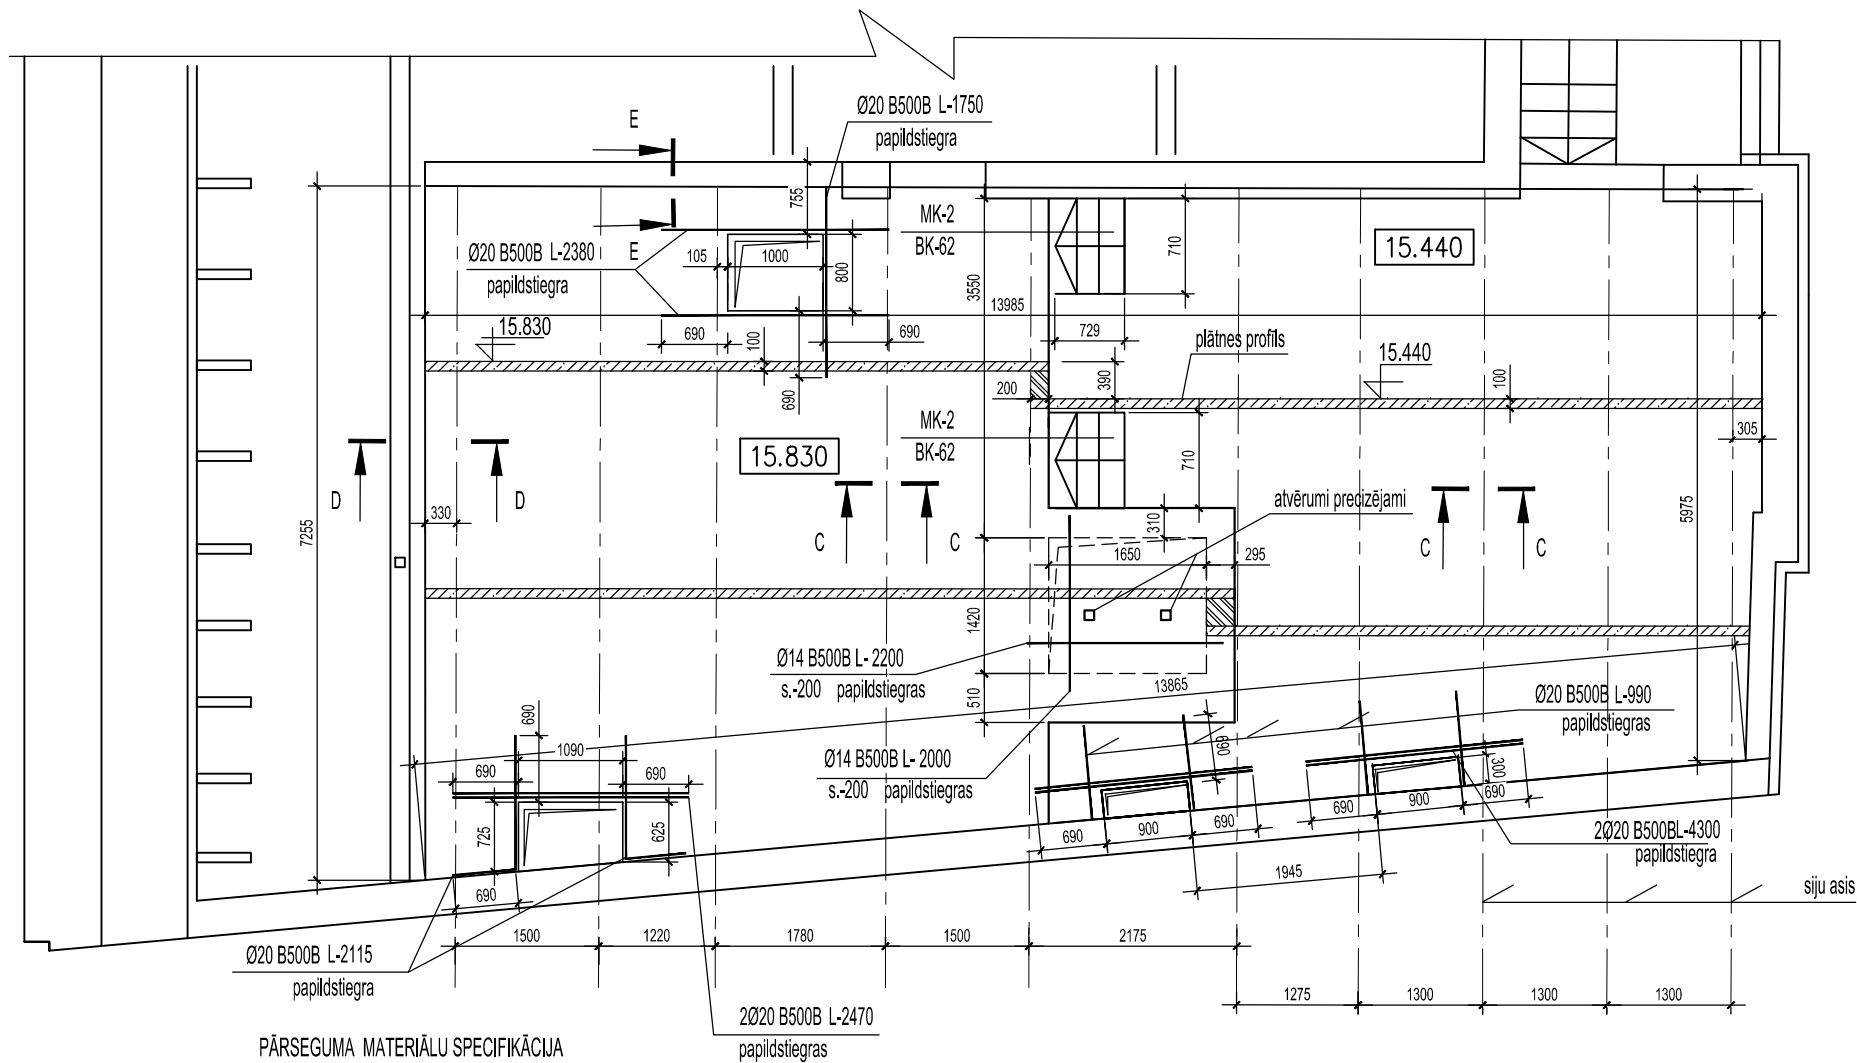 Ø20 B500B L-1750
papildstiegra
E
755
MK-2
BK-62
15.440
710
Ø20 B500B L-2380
papildstiegra
E
105
1000
800
3550
13985
15.830
690
100
690
690
729
plātnes profils
15.440
390
100
200
305
MK-2
BK-62
710
15.830
D
D
330
C
C
atvērumi precizējami
310
C
C
5975
7255
1650
295
1420
Ø14 B500B L- 2200
s.-200 papildstiegras
510
13865
Ø20 B500B L-990
papildstiegras
690
1090
690
690
690
Ø14 B500B L- 2000
s.-200 papildstiegras
300
690
725
625
690
900
690
690
900
2Ø20 B500BL-4300
papildstiegra
1945
siju asis
690
1500
1220
1780
1500
2175
Ø20 B500B L-2115
papildstiegra
1275
1300
1300
1300
2Ø20 B500B L-2470
papildstiegras
PĀRSEGUMA MATERIĀLU SPECIFIKĀCIJA